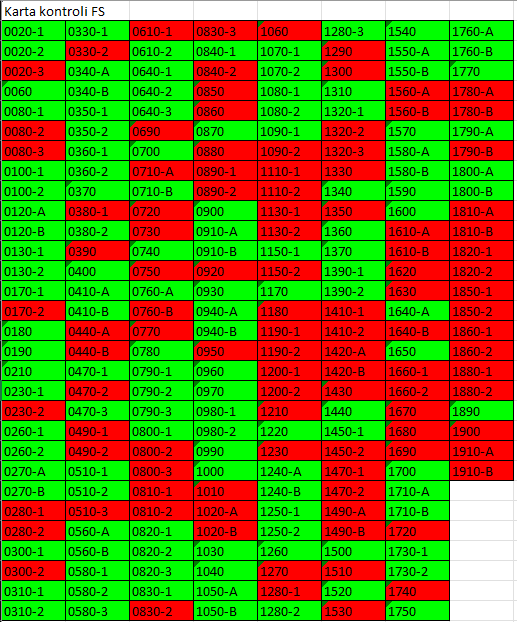 Karta kontroli FS
0020-1 0330-1 0610-1 0830-3 1060 1280-3 1540 1760-A
0020-2 0330-2 0610-2 0840-1 1070-1 1290 1550-A 1760-B
0020-3 0340-A 0640-1 0840-2 1070-2 1300 1550-B 1770
0060 0340-B 0640-2 0850 1080-1 1310 1560-A 1780-A
0080-1 0350-1 0640-3 0860 1080-2 1320-1 1560-B 1780-B
0080-2 0350-2 0690 0870 1090-1 1320-2 1570 1790-A
0080-3 0360-1 0700 0880 1090-2 1320-3 1580-A 1790-B
0100-1 0360-2 0710-A 0890-1 1110-1 1330 1580-B 1800-A
0100-2 0370 0710-B 0890-2 1110-2 1340 1590 1800-B
0120-A 0380-1 0720 0900 1130-1 1350 1600 1810-A
0120-B 0380-2 0730 0910-A 1130-2 1360 1610-A 1810-B
0130-1 0390 0740 0910-B 1150-1 1370 1610-B 1820-1
0130-2 0400 0750 0920 1150-2 1390-1 1620 1820-2
0170-1 0410-A 0760-A 0930 1170 1390-2 1630 1850-1
0170-2 0410-B 0760-B 0940-A 1180 1410-1 1640-A 1850-2
0180 0440-A 0770 0940-B 1190-1 1410-2 1640-B 1860-1
0190 0440-B 0780 0950 1190-2 1420-A 1650 1860-2
0210 0470-1 0790-1 0960 1200-1 1420-B 1660-1 1880-1
0230-1 0470-2 0790-2 0970 1200-2 1430 1660-2 1880-2
0230-2 0470-3 0790-3 0980-1 1210 1440 1670 1890
0260-1 0490-1 0800-1 0980-2 1220 1450-1 1680 1900
0260-2 0490-2 0800-2 0990 1230 1450-2 1690 1910-A
0270-A 0510-1 0800-3 1000 1240-A 1470-1 1700 1910-B
0270-B 0510-2 0810-1 1010 1240-B 1470-2 1710-A
0280-1 0510-3 0810-2 1020-A 1250-1 1490-A 1710-B
0280-2 0560-A 0820-1 1020-B 1250-2 1490-B 1720
0300-1 0560-B 0820-2 1030 1260 1500 1730-1
0300-2 0580-1 0820-3 1040 1270 1510 1730-2
0310-1 0580-2 0830-1 1050-A 1280-1 1520 1740
0310-2 0580-3 0830-2 1050-B 1280-2 1530 1750